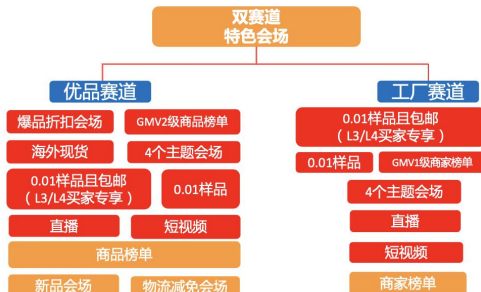 双赛道
特色会场
优品赛道
爆品折扣会场
GMV2级商品榜单
海外现货
4个主题会场
0.01样品且包邮
（L3/L4买家专享）
0.01样品
直播
短视频
商品榜单
新品会场
物流减免会场
工厂赛道
0.01样品且包邮
（L3/L4买家专享）
0.01样品
GMV1级商家榜单
4个主题会场
直播
短视频
商家榜单